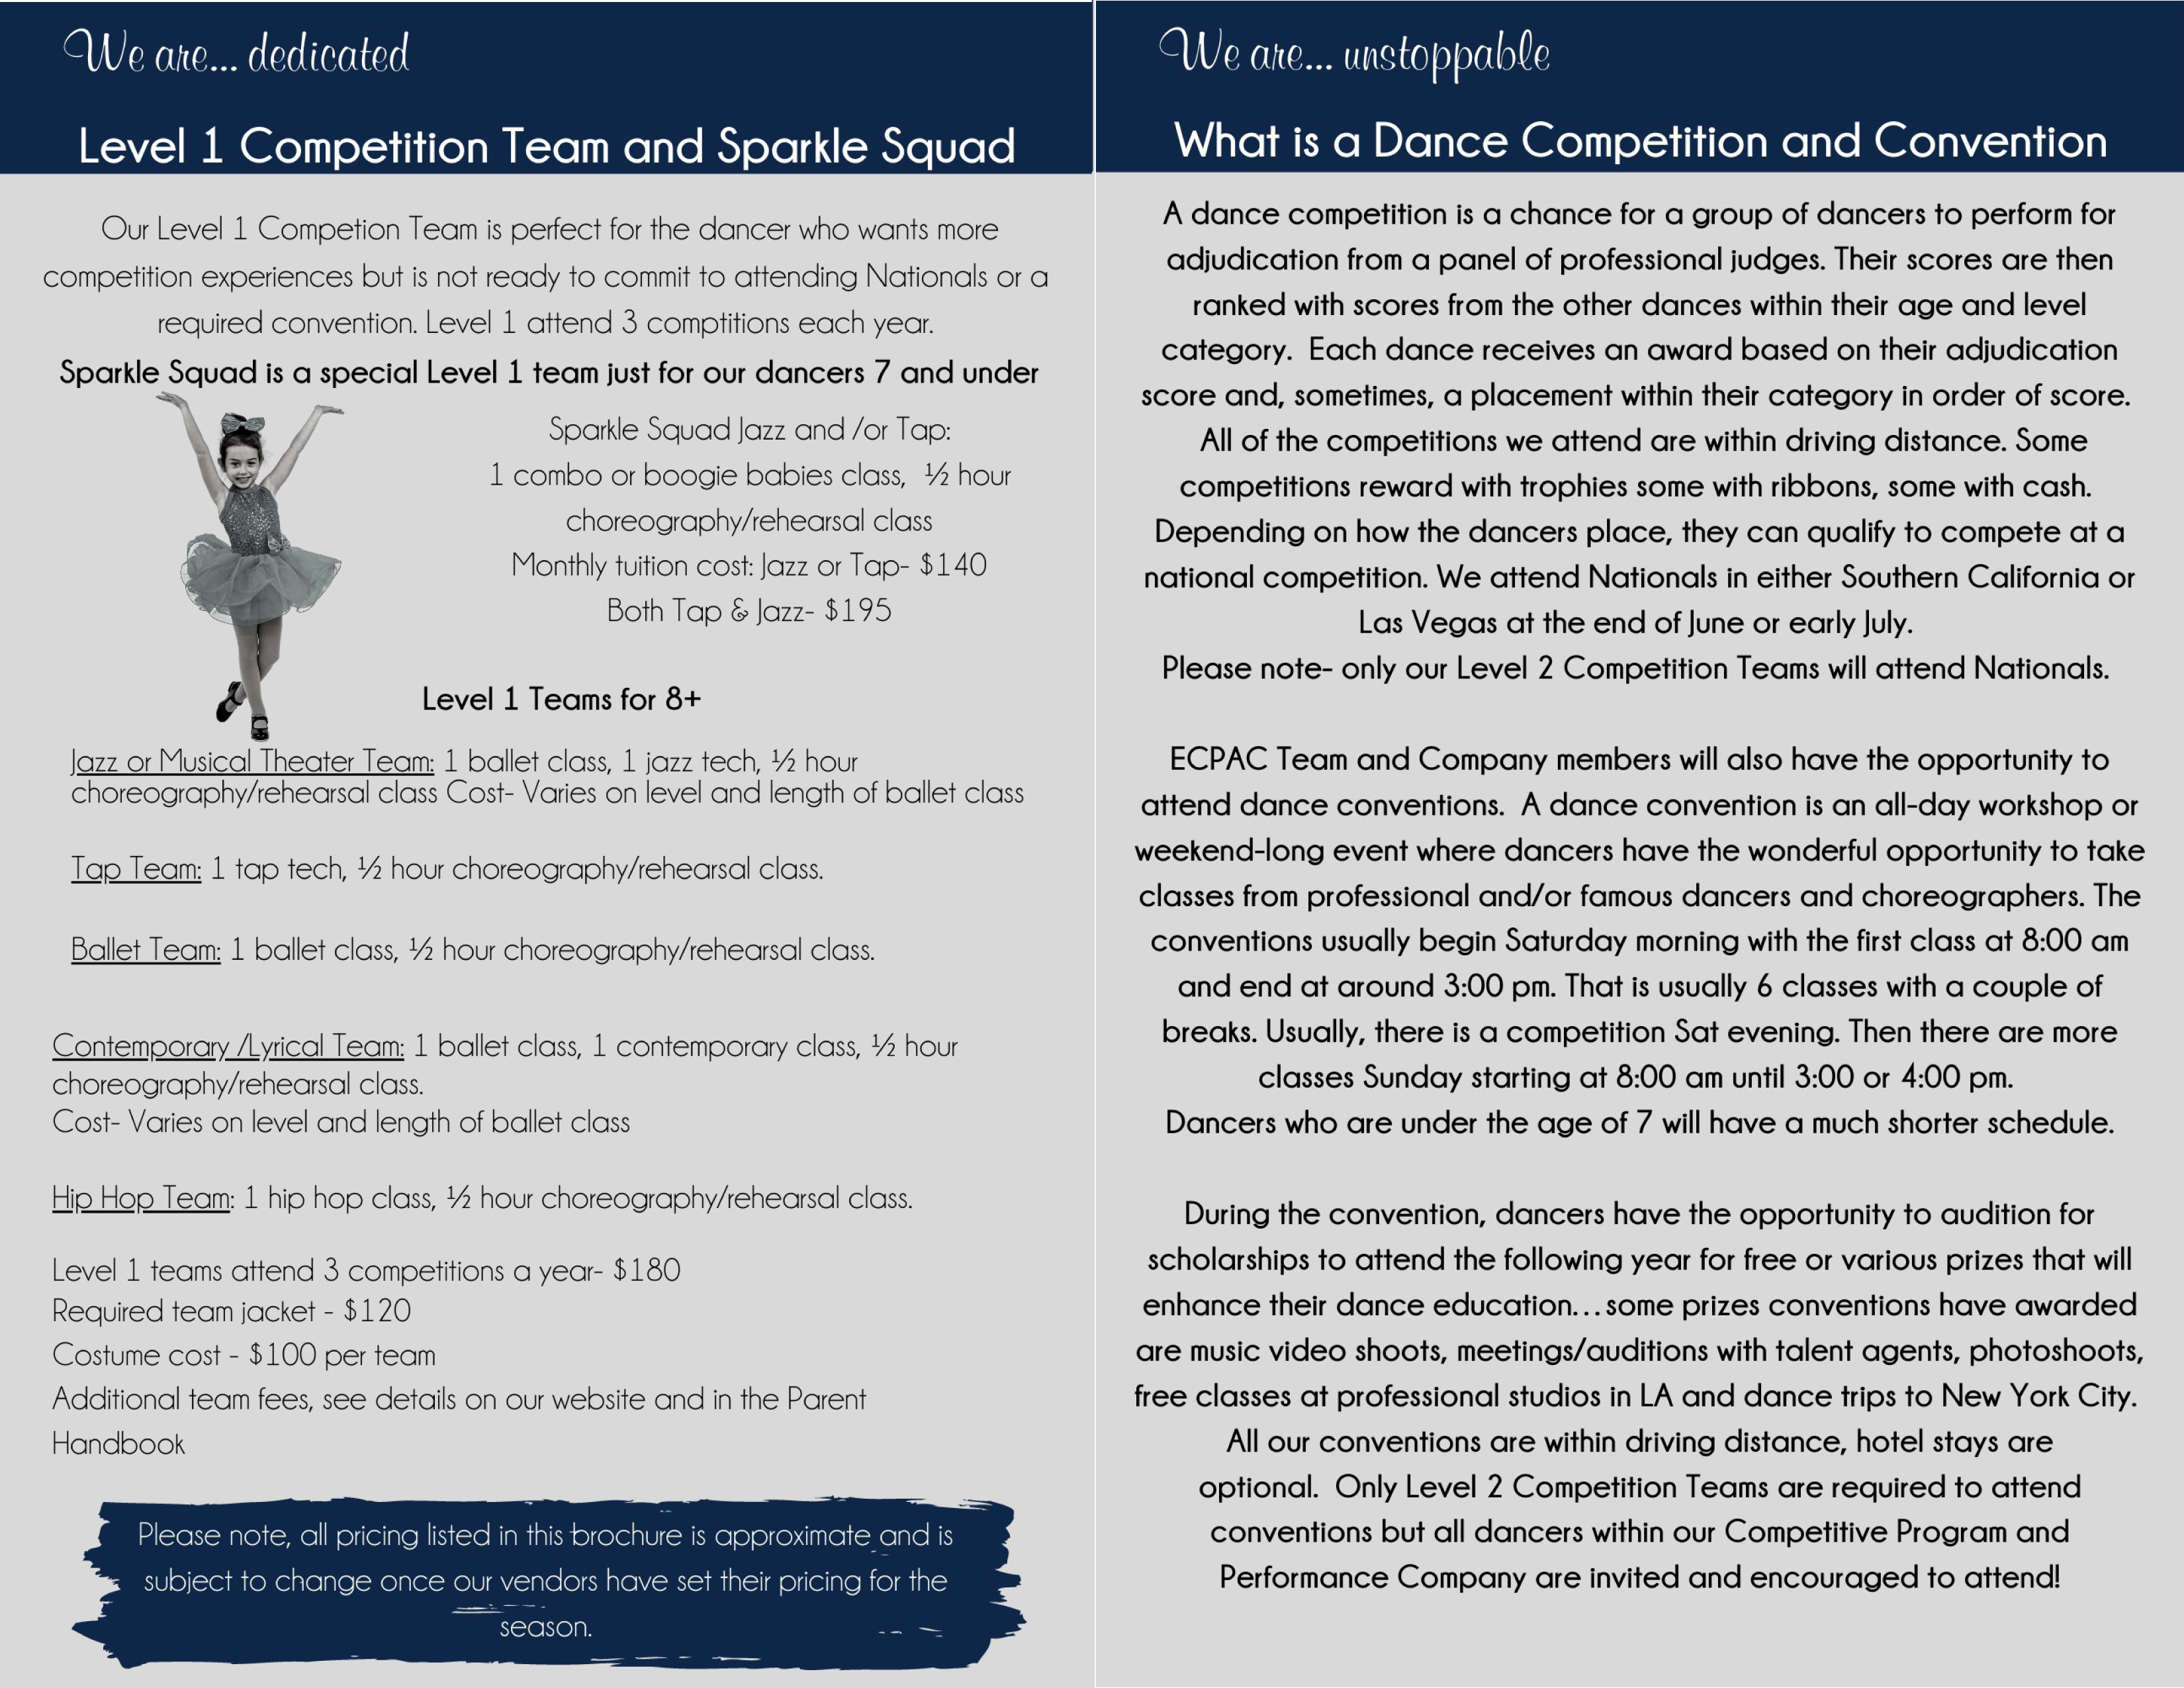 We are... dedicated
Level 1 Competition Team and Sparkle Squad
Our Level 1 Competion Team is perfect for the dancer who wants more
competition experiences but is not ready to commit to attending Nationals or a
required convention. Level 1 attend 3 comptitions each year.
Sparkle Squad is a special Level 1 team just for our dancers 7 and under
Sparkle Squad Jazz and /or Tap:
1 combo or boogie babies class, ½ hour
choreography/rehearsal class
Monthly tuition cost: Jazz or Tap- $140
Both Tap & Jazz- $195
Level 1 Teams for 8+
Jazz or Musical Theater Team: 1 ballet class, 1 jazz tech, ½ hour
choreography/rehearsal class Cost- Varies on level and length of ballet class
Tap Team: 1 tap tech, ½ hour choreography/rehearsal class.
Ballet Team: 1 ballet class, ½ hour choreography/rehearsal class.
Contemporary /Lyrical Team: 1 ballet class, 1 contemporary class, ½ hour
choreography/rehearsal class.
Cost- Varies on level and length of ballet class
Hip Hop Team: 1 hip hop class, ½ hour choreography/rehearsal class.
Level 1 teams attend 3 competitions a year- $180
Required team jacket - $120
Costume cost - $100 per team
Additional team fees, see details on our website and in the Parent
Handbook
Please note, all pricing listed in this brochure is approximate and is
subject to change once our vendors have set their pricing for the
season.
We are... unstoppable
What is a Dance Competition and Convention
A dance competition is a chance for a group of dancers to perform for
adjudication from a panel of professional judges. Their scores are then
ranked with scores from the other dances within their age and level
category. Each dance receives an award based on their adjudication
score and, sometimes, a placement within their category in order of score.
All of the competitions we attend are within driving distance. Some
competitions reward with trophies some with ribbons, some with cash.
Depending on how the dancers place, they can qualify to compete at a
national competition. We attend Nationals in either Southern California or
Las Vegas at the end of June or early July.
Please note- only our Level 2 Competition Teams will attend Nationals.
ECPAC Team and Company members will also have the opportunity to
attend dance conventions. A dance convention is an all-day workshop or
weekend-long event where dancers have the wonderful opportunity to take
classes from professional and/or famous dancers and choreographers. The
conventions usually begin Saturday morning with the first class at 8:00 am
and end at around 3:00 pm. That is usually 6 classes with a couple of
breaks. Usually, there is a competition Sat evening. Then there are more
classes Sunday starting at 8:00 am until 3:00 or 4:00 pm.
Dancers who are under the age of 7 will have a much shorter schedule.
During the convention, dancers have the opportunity to audition for
scholarships to attend the following year for free or various prizes that will
enhance their dance education...some prizes conventions have awarded
are music video shoots, meetings/auditions with talent agents, photoshoots,
free classes at professional studios in LA and dance trips to New York City.
All our conventions are within driving distance, hotel stays are
optional. Only Level 2 Competition Teams are required to attend
conventions but all dancers within our Competitive Program and
Performance Company are invited and encouraged to attend!